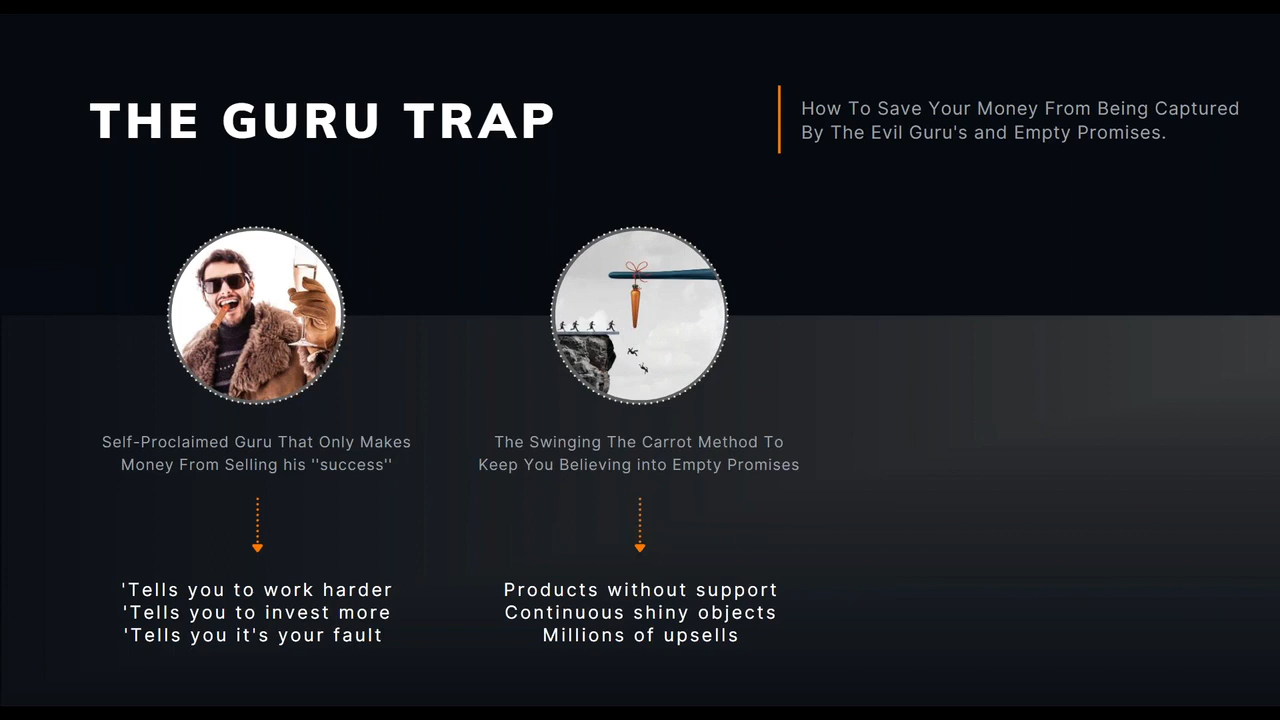 THE GURU TRAP
How To Save Your Money From Being Captured
By The Evil Guru's and Empty Promises.
Self-Proclaimed Guru That Only Makes
Money From Selling his ''success''
The Swinging The Carrot Method To
Keep You Believing into Empty Promises
'Tells you to work harder
'Tells you to invest more
'Tells you it's your fault
Products without support
Continuous shiny objects
Millions of upsells